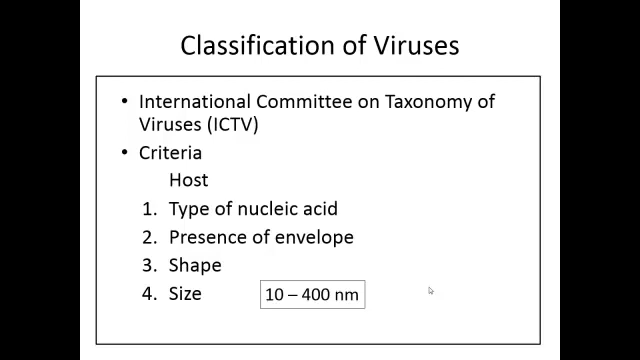 Classification of Viruses
• International Committee on Taxonomy of
Viruses (ICTV)
• Criteria
Host
1. Type of nucleic acid
2. Presence of envelope
3. Shape
4. Size 10 – 400 nm